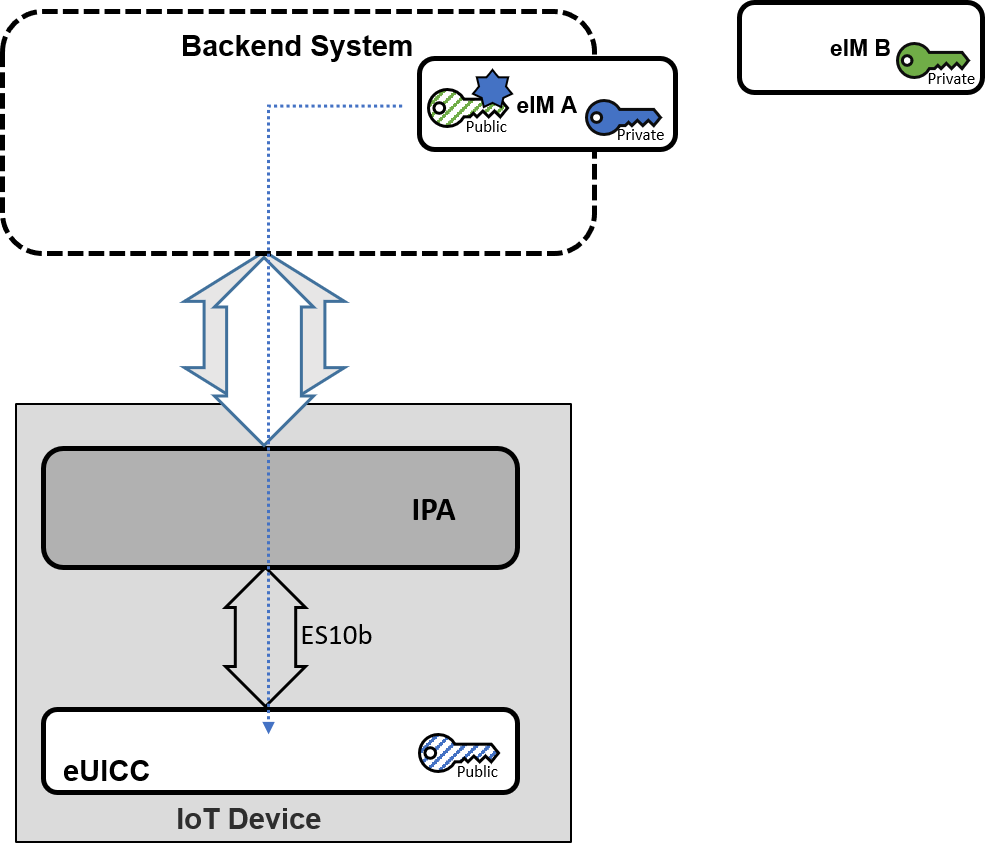 Backend System
eIM B
Private
eIM A
Public
Private
IPA
ES10b
eUICC
Public
IoT Device